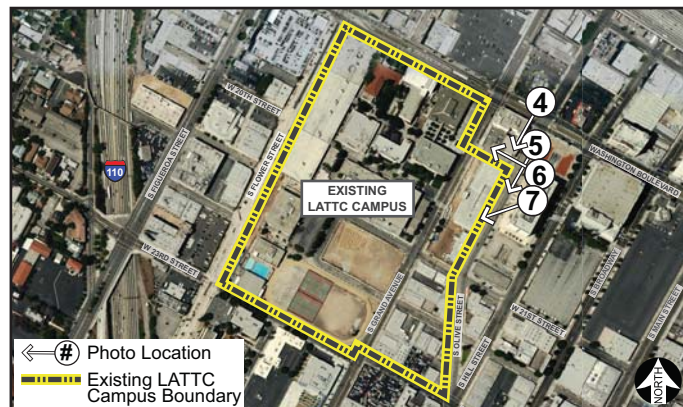 W 20TH STREET
4
5
6
7
WASHINGTON BOULEVARD
S FIGUEROA STREET
S FLOWER STREET
110
EXISTING
LATTC CAMPUS
W 23RD STREET
S GRAND AVENUE
S OLIVE STREET
S HILL STREET
W 21ST STREET
S BROADWAY
S MAIN STREET
# Photo Location
Existing LATTC
Campus Boundary
NORTH